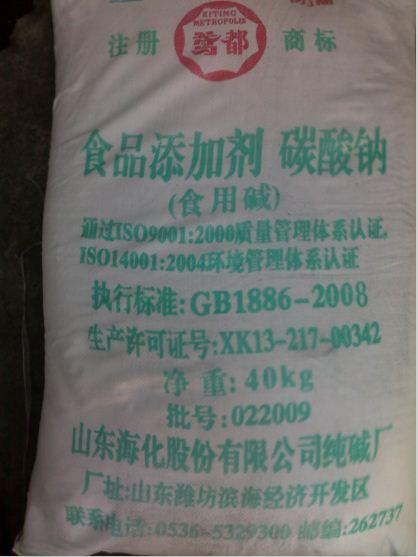 KITING
METROPOLIS
注册 鸢都 商标
食品添加剂 碳酸钠
(食用碱)
通过ISO9001:2000质量管理体系认证,
ISO14001:2004环境管理体系认证
执行标准:GB1886-2008
生产许可证号:XK13-217-00342
净 重:40kg
批号:022009
山东海化股份有限公司纯碱厂
厂址:山东潍坊滨海经济开发区
联系电话:0536-5329300 邮编:262737